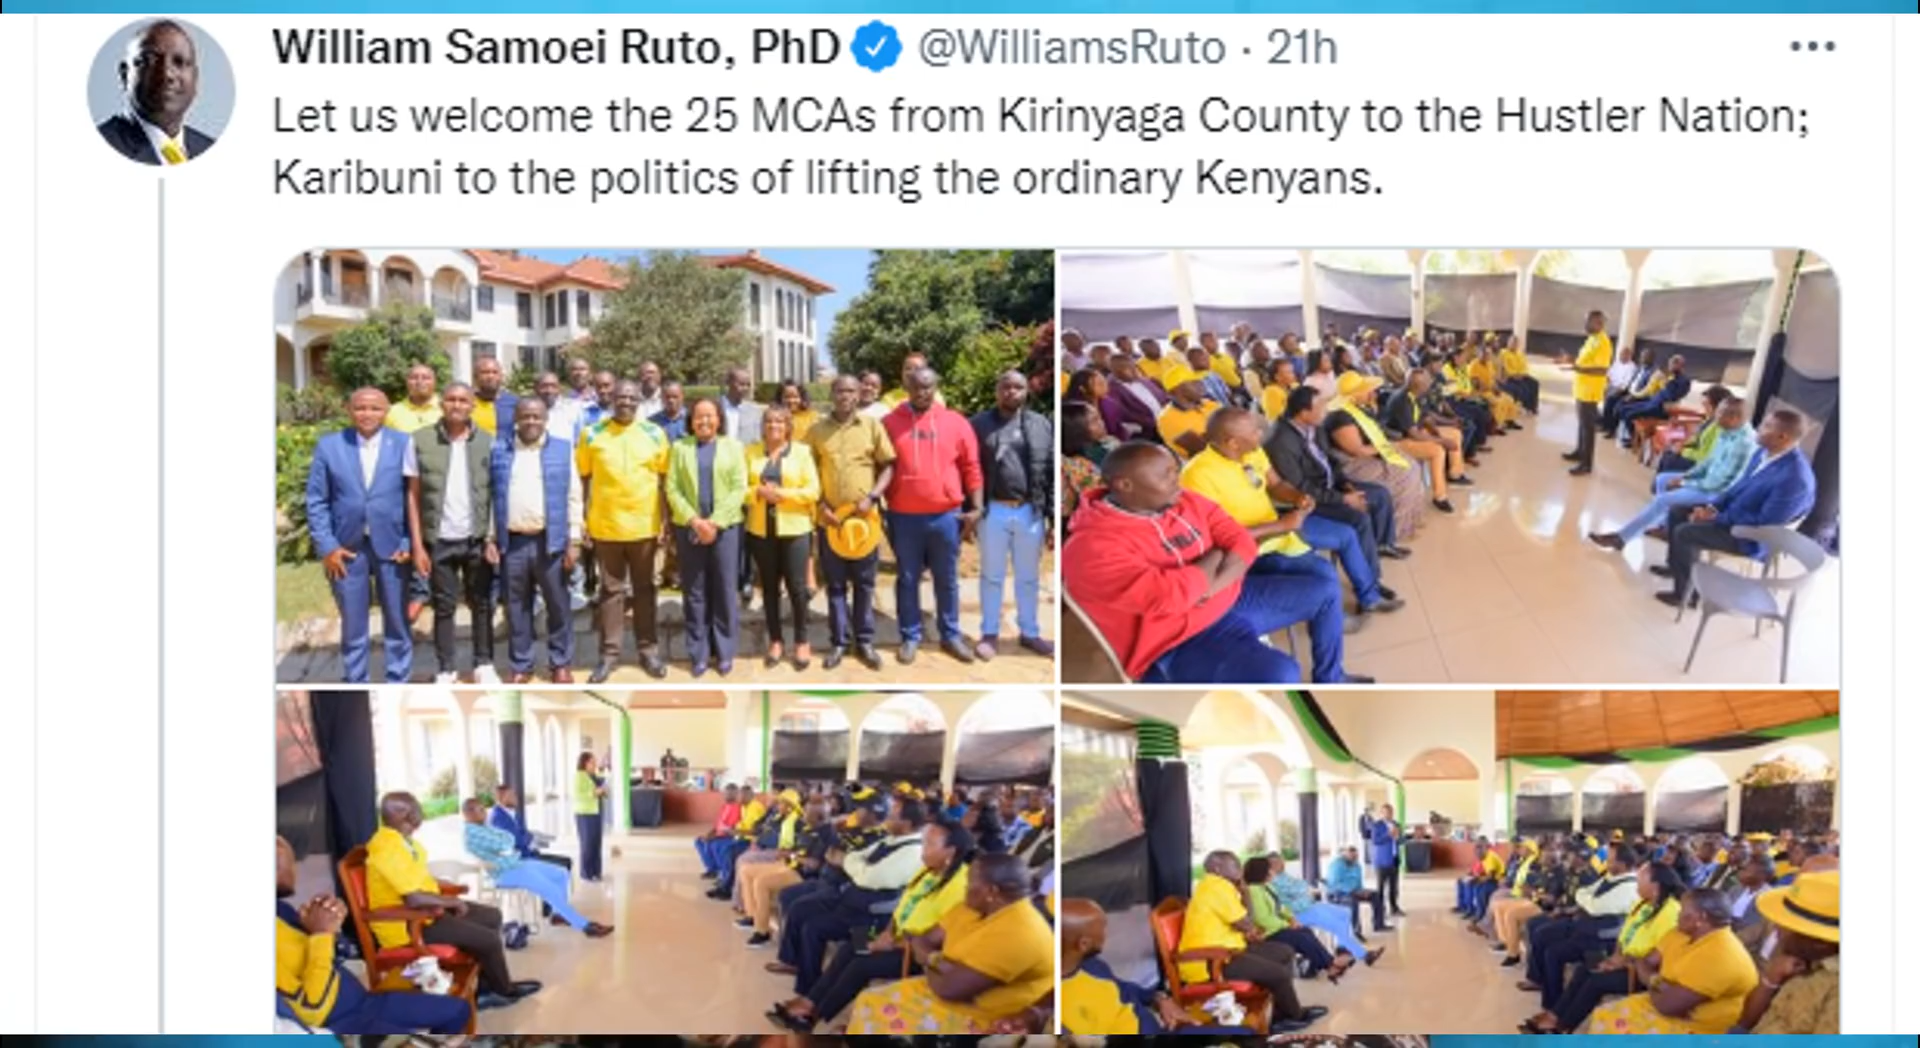 William Samoei Ruto, PhD @WilliamsRuto · 21h
Let us welcome the 25 MCAs from Kirinyaga County to the Hustler Nation;
Karibuni to the politics of lifting the ordinary Kenyans.